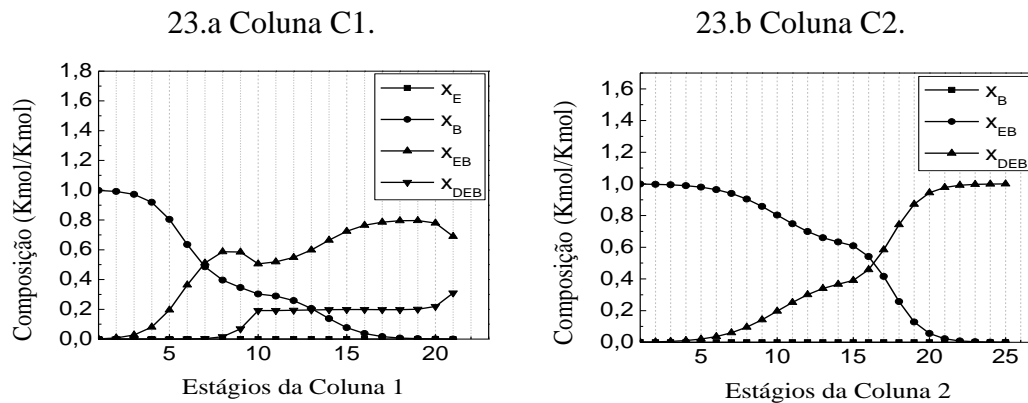 23.a Coluna C1.
23.b Coluna C2.
Composição (Kmol/Kmol)
1,8
1,6
1,4
1,2
1,0
0,8
0,6
0,4
0,2
0,0
5
10
15
20
x_E
x_B
x_EB
x_DEB
Estágios da Coluna 1
Composição (Kmol/Kmol)
1,6
1,4
1,2
1,0
0,8
0,6
0,4
0,2
0,0
5
10
15
20
25
x_B
x_EB
x_DEB
Estágios da Coluna 2